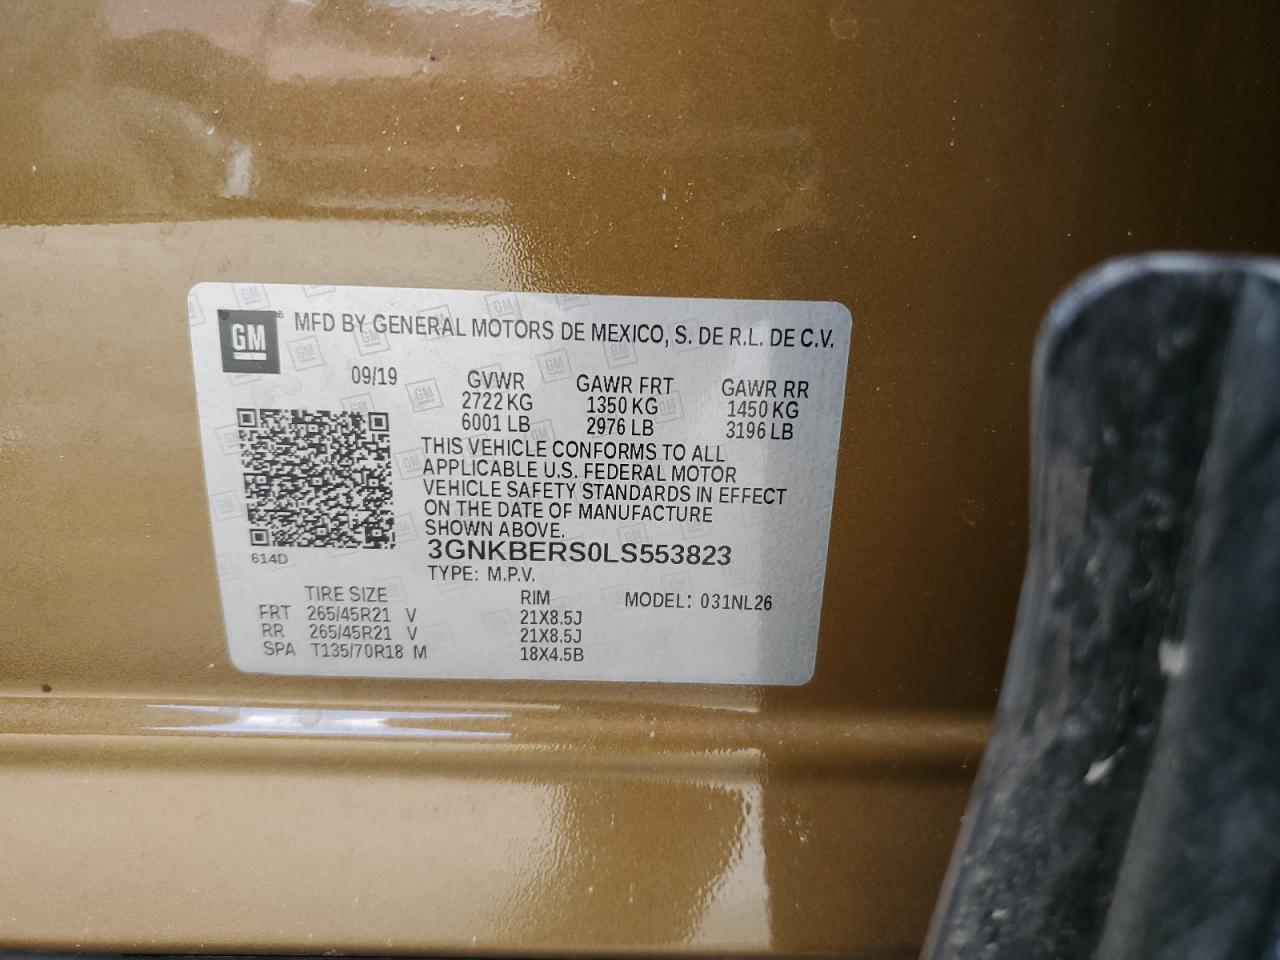 GM
MFD BY GENERAL MOTORS DE MEXICO, S. DE R.L. DE C.V.
09/19
GVWR GAWR FRT GAWR RR
2722 KG 1350 KG 1450 KG
6001 LB 2976 LB 3196 LB
THIS VEHICLE CONFORMS TO ALL
APPLICABLE U.S. FEDERAL MOTOR
VEHICLE SAFETY STANDARDS IN EFFECT
ON THE DATE OF MANUFACTURE
SHOWN ABOVE.
614D
3GNKBERS0LS553823
TYPE: M.P.V.
TIRE SIZE RIM MODEL: 031NL26
FRT 265/45R21 V 21X8.5J
RR 265/45R21 V 21X8.5J
SPA T135/70R18 M 18X4.5B